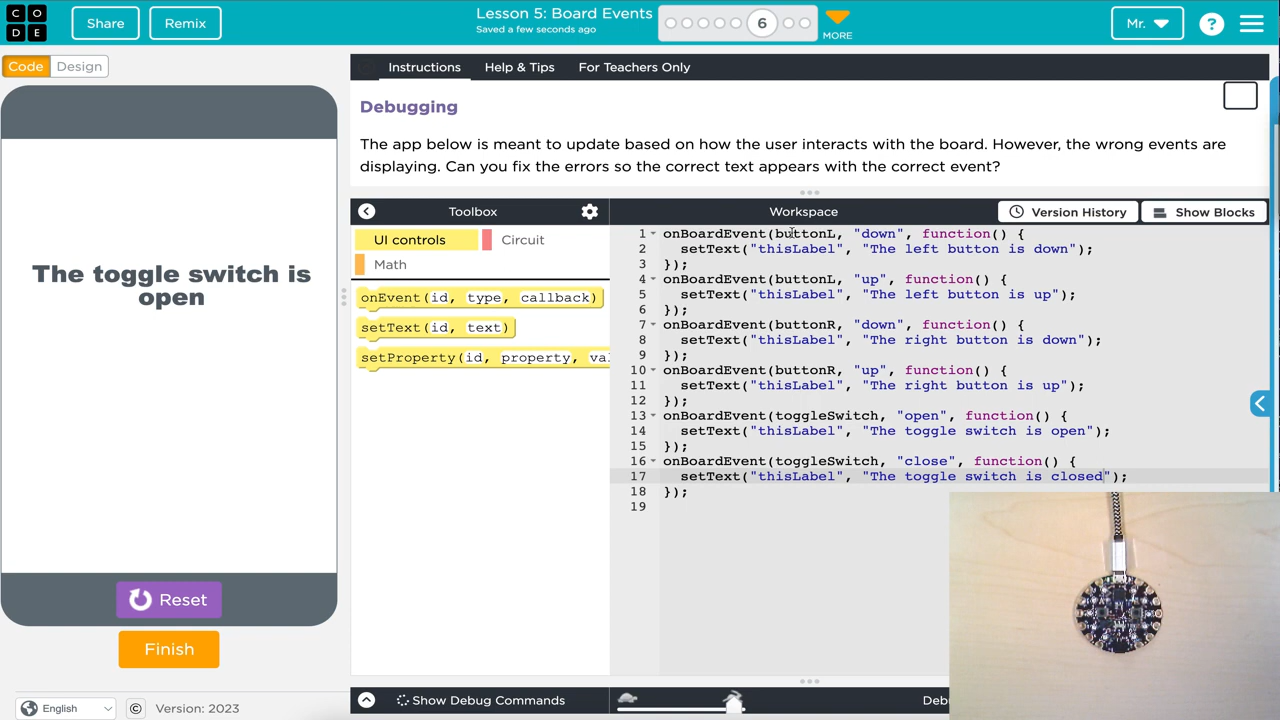 CODE
Share
Remix
Lesson 5: Board Events
Saved a few seconds ago
6
MORE
Mr.
?
Code
Design
Instructions
Help & Tips
For Teachers Only
Debugging
The app below is meant to update based on how the user interacts with the board. However, the wrong events are
displaying. Can you fix the errors so the correct text appears with the correct event?
Toolbox
Workspace
Version History
Show Blocks
UI controls
Circuit
Math
onEvent(id, type, callback)
setText(id, text)
setProperty(id, property, val
1 onBoardEvent(buttonL, "down", function() {
2 setText("thisLabel", "The left button is down");
3 });
4 onBoardEvent(buttonL, "up", function() {
5 setText("thisLabel", "The left button is up");
6 });
7 onBoardEvent(buttonR, "down", function() {
8 setText("thisLabel", "The right button is down");
9 });
10 onBoardEvent(buttonR, "up", function() {
11 setText("thisLabel", "The right button is up");
12 });
13 onBoardEvent(toggleSwitch, "open", function() {
14 setText("thisLabel", "The toggle switch is open");
15 });
16 onBoardEvent(toggleSwitch, "close", function() {
17 setText("thisLabel", "The toggle switch is closed");
18 });
19
The toggle switch is
open
Reset
Finish
English
©
Version: 2023
Show Debug Commands
Debu